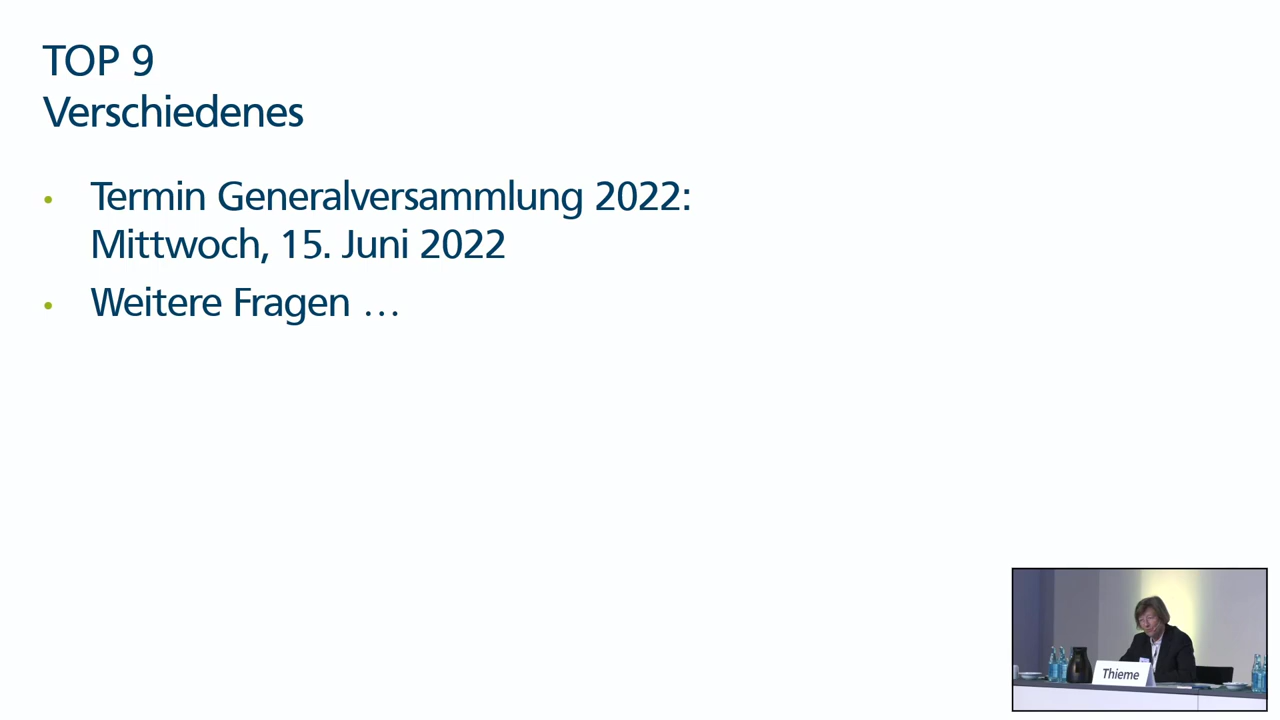 TOP 9
Verschiedenes
• Termin Generalversammlung 2022:
Mittwoch, 15. Juni 2022
• Weitere Fragen …
Thieme